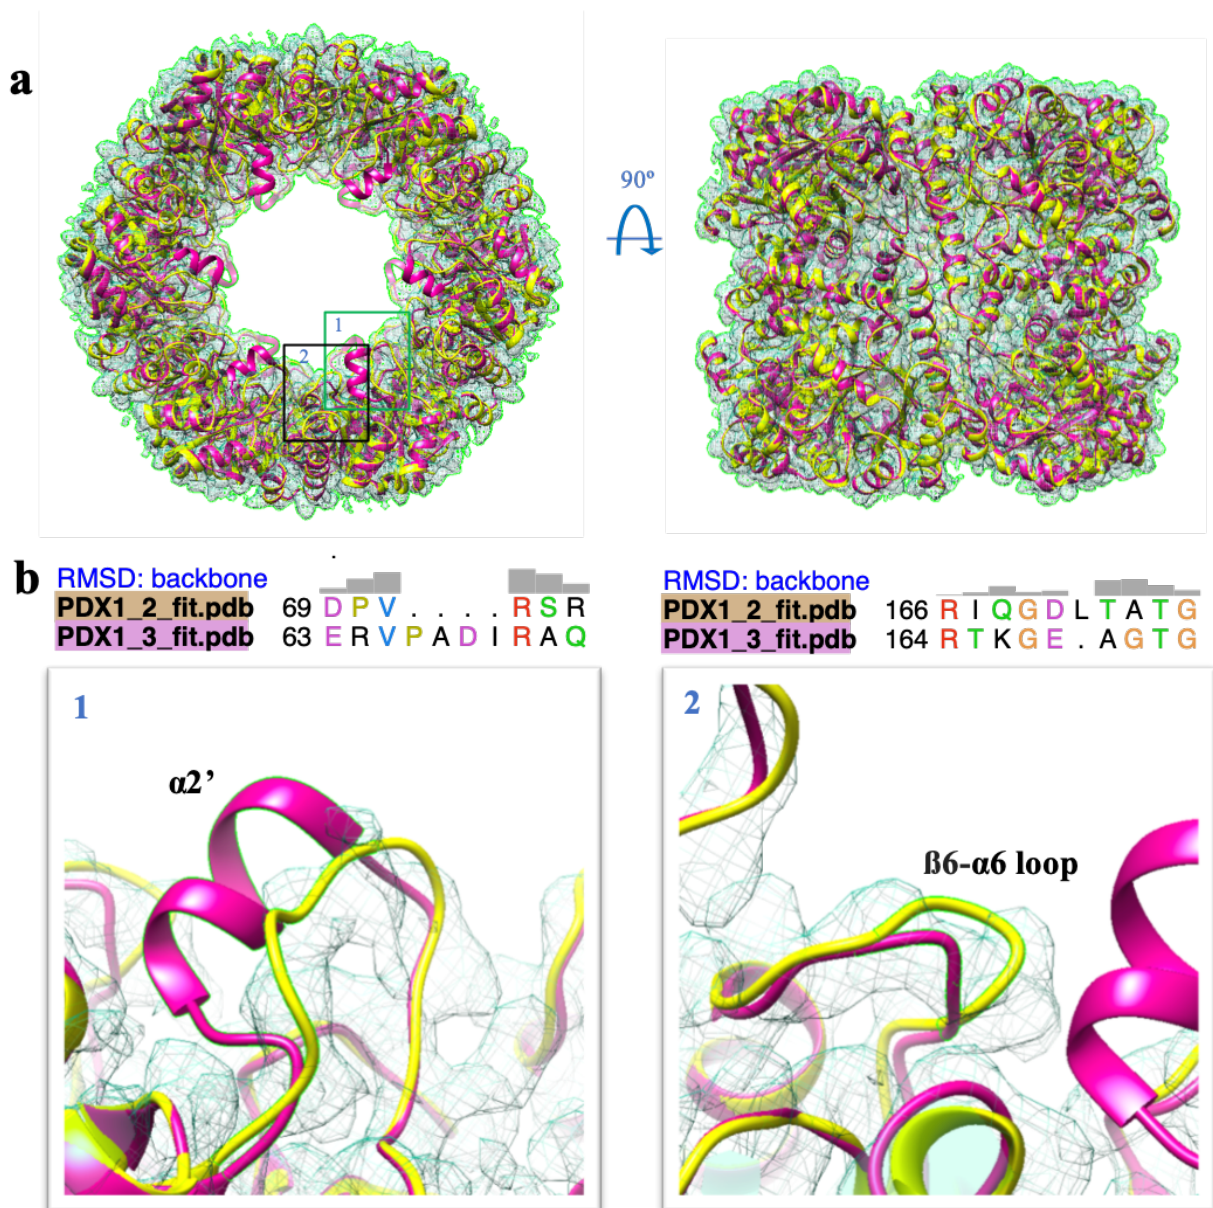 a
90º
1
2
b
RMSD: backbone
PDX1_2_fit.pdb 69 D P V . . . . R S R
PDX1_3_fit.pdb 63 E R V P A D I R A Q
RMSD: backbone
PDX1_2_fit.pdb 166 R I Q G D L T A T G
PDX1_3_fit.pdb 164 R T K G E . A G T G
1
α2’
2
ß6-α6 loop